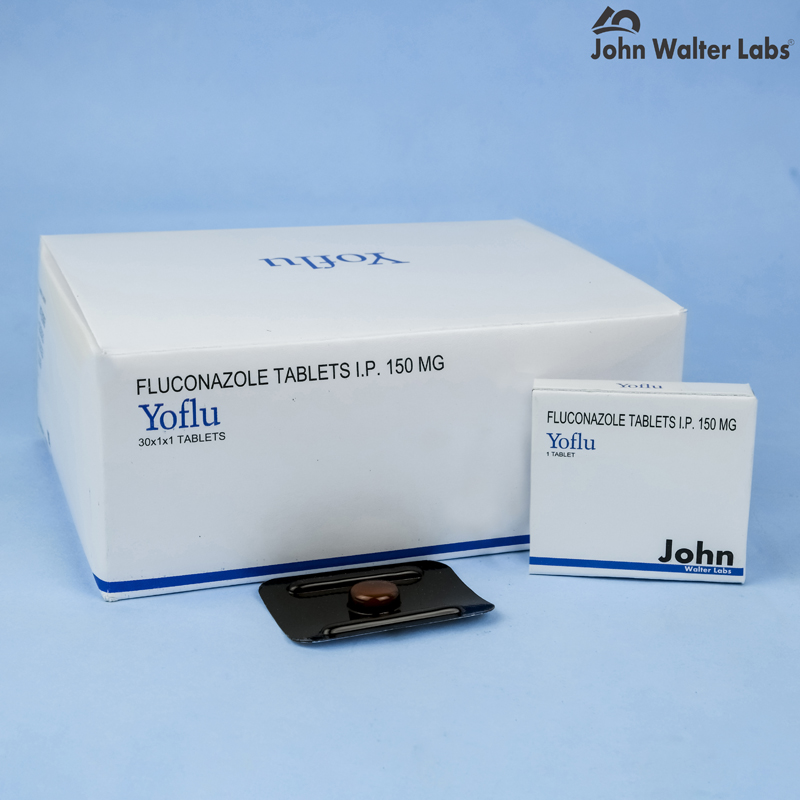 John Walter Labs®
Yoflu
FLUCONAZOLE TABLETS I.P. 150 MG
Yoflu
30x1x1 TABLETS
Yoflu
FLUCONAZOLE TABLETS I.P. 150 MG
Yoflu
1 TABLET
John
Walter Labs